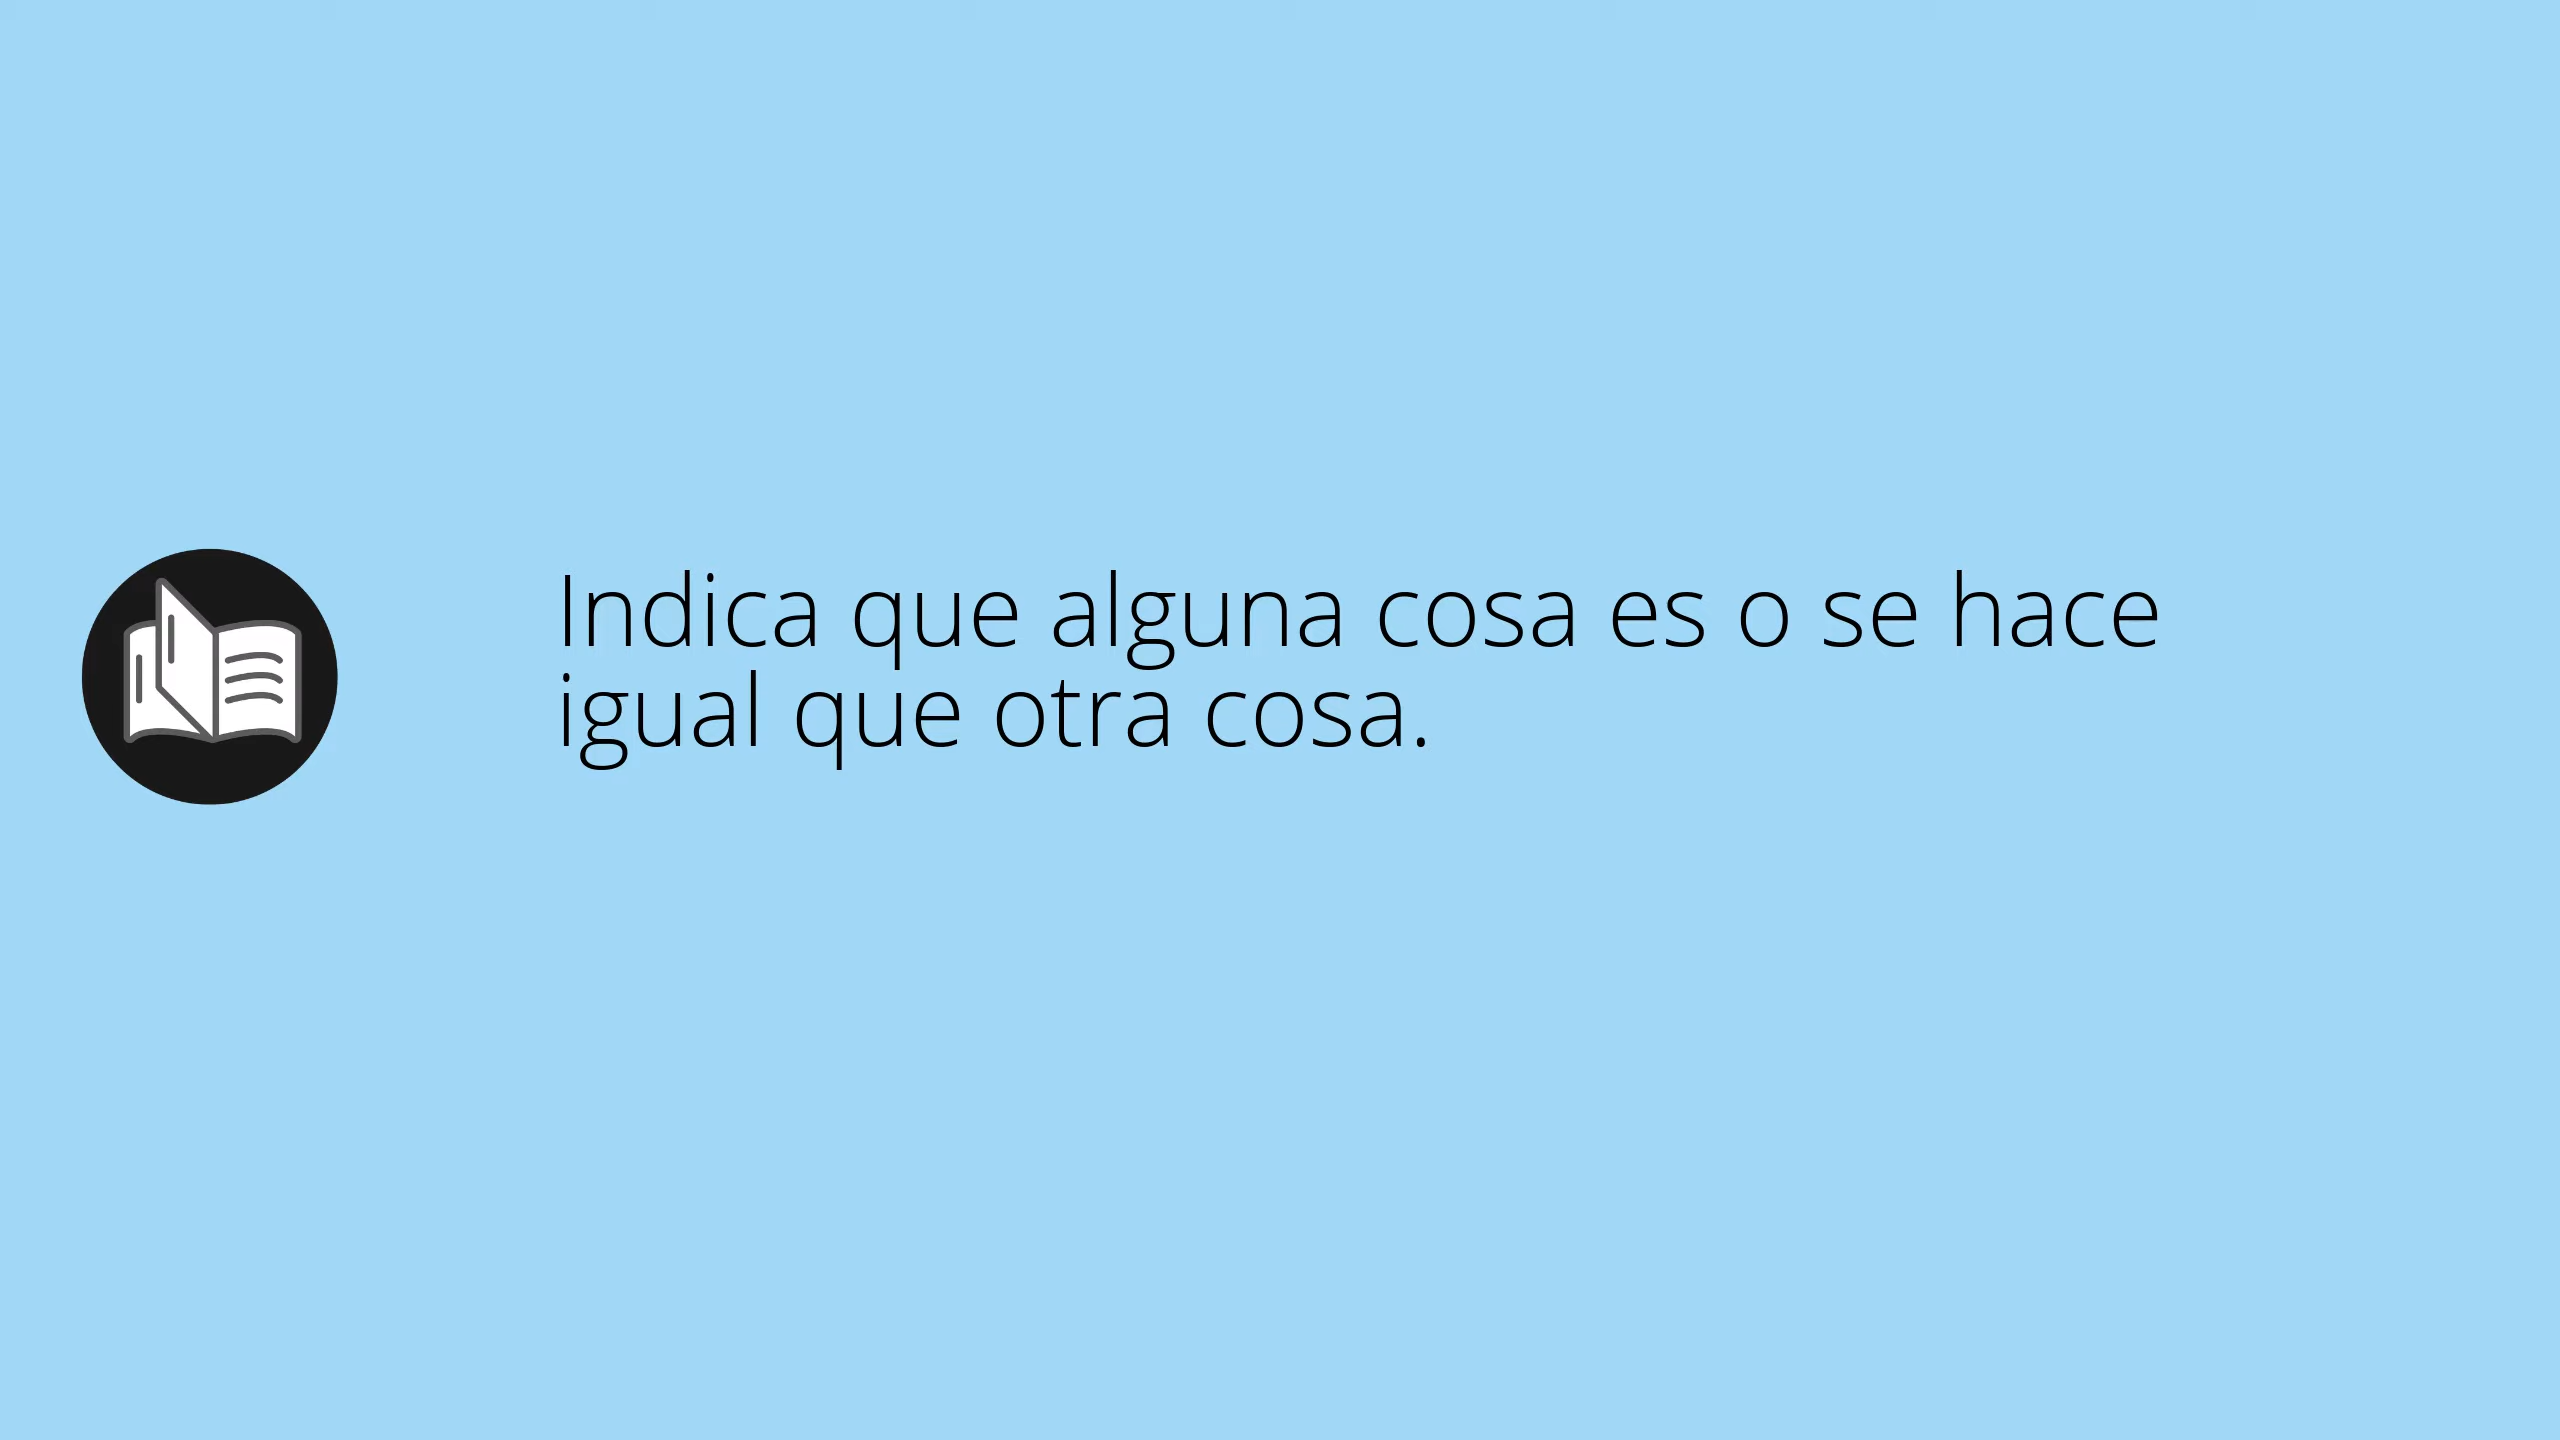 Indica que alguna cosa es o se hace
igual que otra cosa.